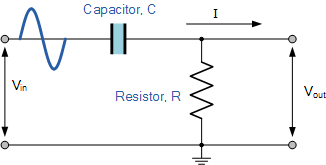 Capacitor, C
I
Vin
Resistor, R
Vout